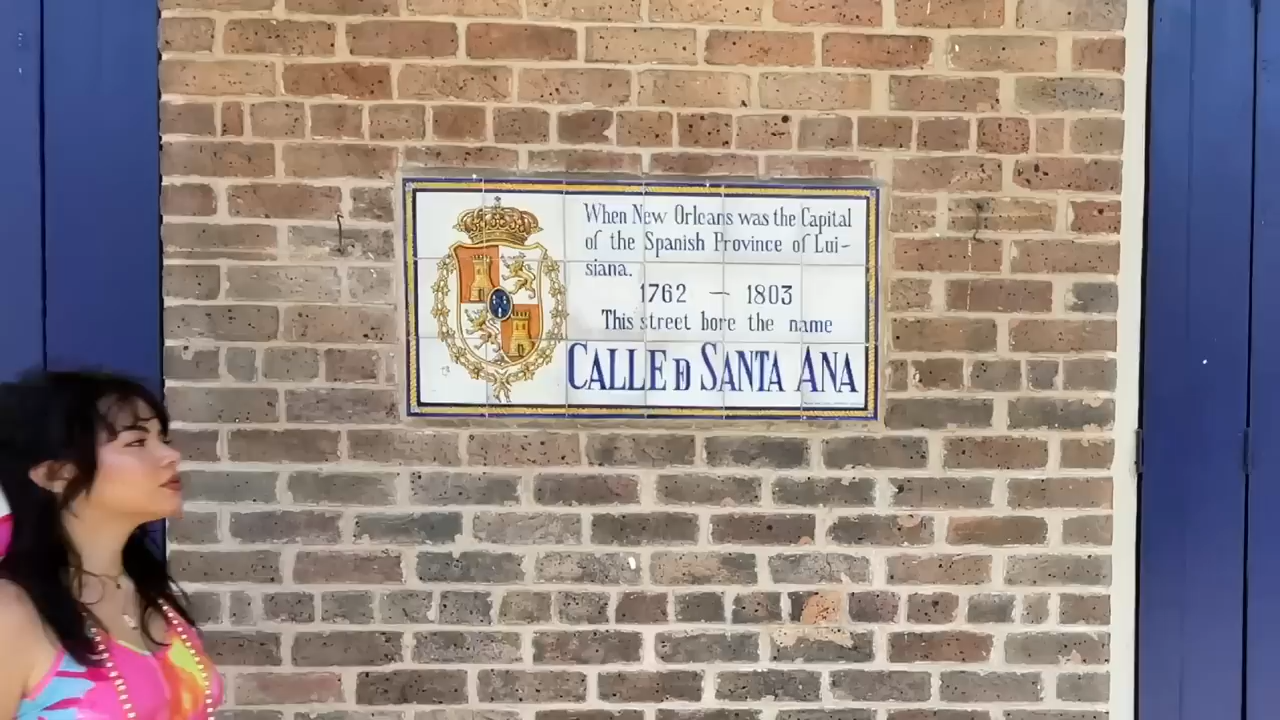 When New Orleans was the Capital
of the Spanish Province of Lui-
siana.
1762 — 1803
This street bore the name
CALLE D SANTA ANA